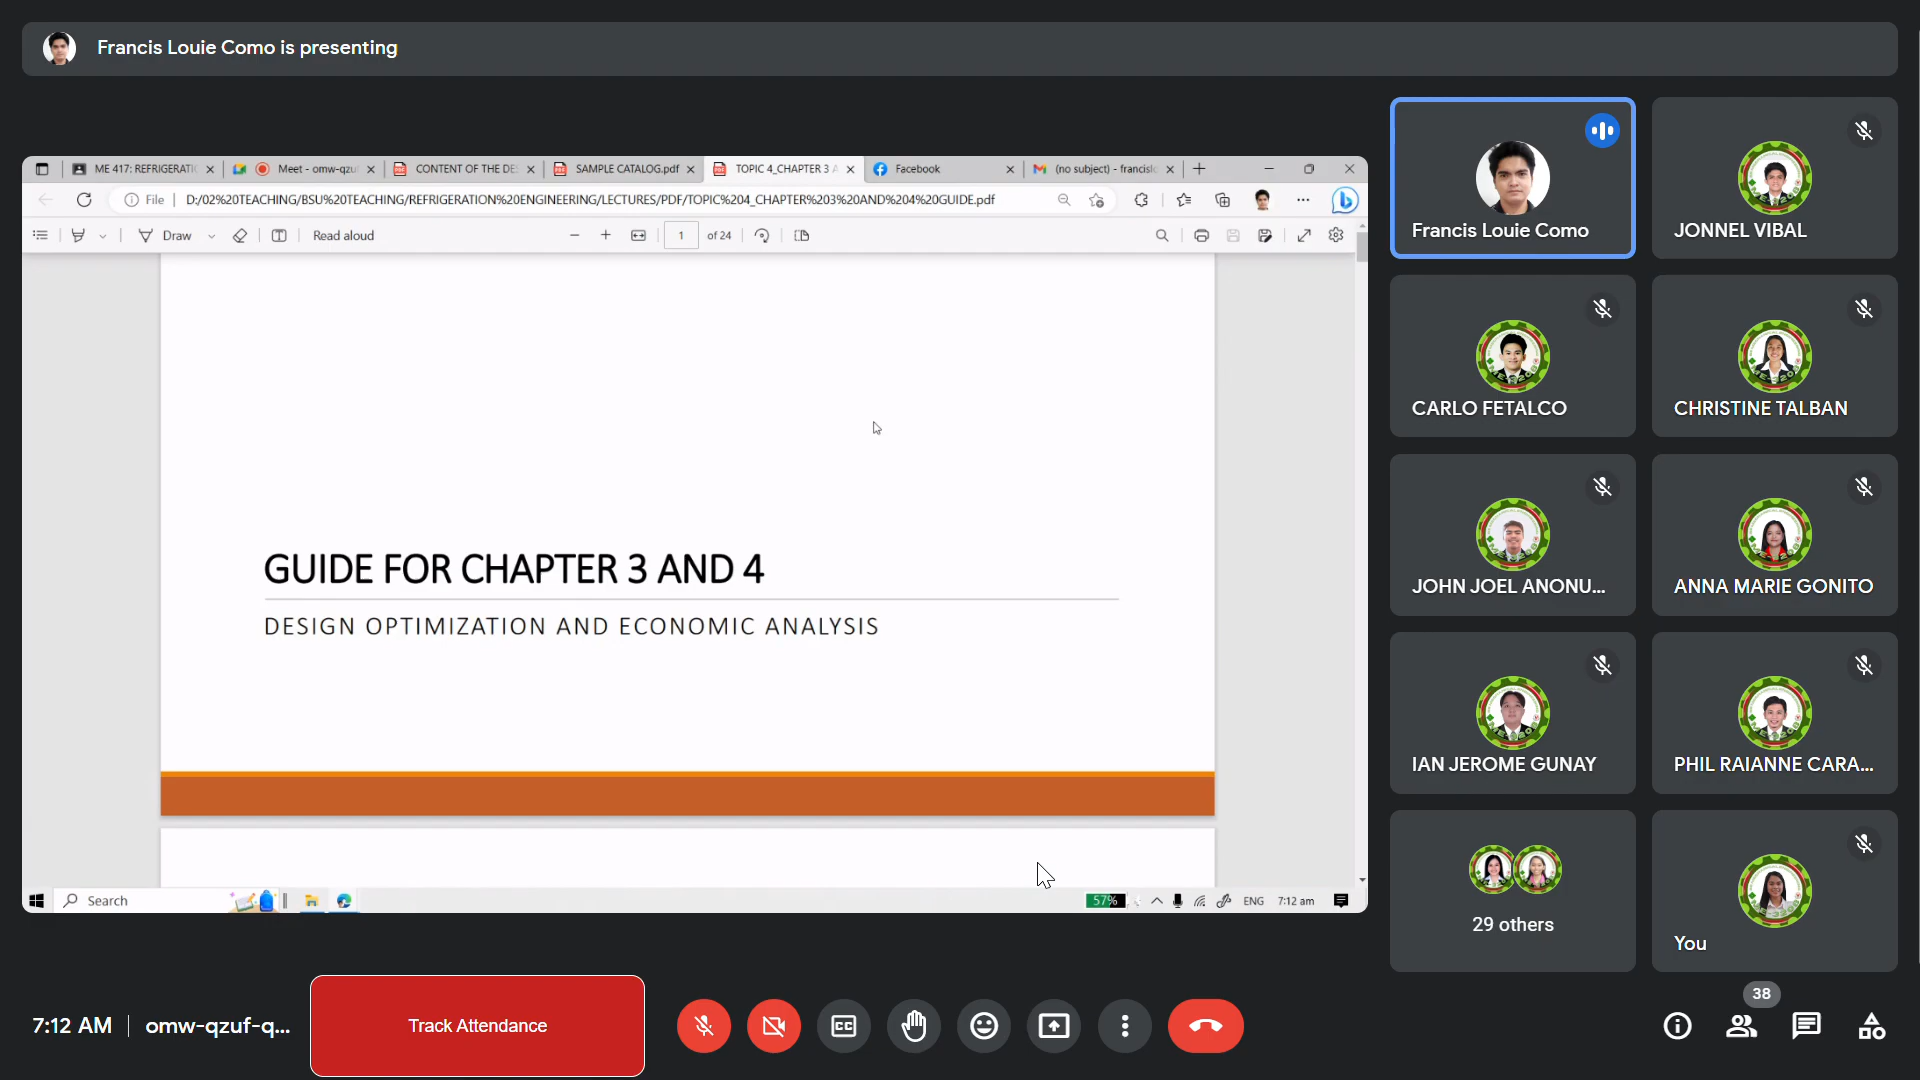 Francis Louie Como is presenting
ME 417: REFRIGERATI
Meet - omw-qzu
CONTENT OF THE DE
SAMPLE CATALOG.pdf
TOPIC 4_CHAPTER 3 A
Facebook
(no subject) - francislo
File
D:/02%20TEACHING/BSU%20TEACHING/REFRIGERATION%20ENGINEERING/LECTURES/PDF/TOPIC%204_CHAPTER%203%20AND%204%20GUIDE.pdf
Draw
Read aloud
1 of 24
GUIDE FOR CHAPTER 3 AND 4
DESIGN OPTIMIZATION AND ECONOMIC ANALYSIS
Search
57%
ENG
7:12 am
Francis Louie Como
JONNEL VIBAL
CARLO FETALCO
CHRISTINE TALBAN
JOHN JOEL ANONU...
ANNA MARIE GONITO
IAN JEROME GUNAY
PHIL RAIANNE CARA...
29 others
You
7:12 AM
omw-qzuf-q...
Track Attendance
38